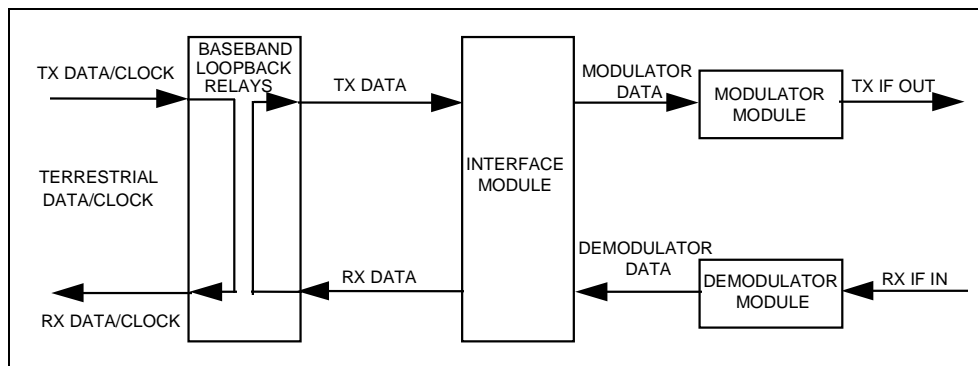 TX DATA/CLOCK
TERRESTRIAL
DATA/CLOCK
RX DATA/CLOCK
BASEBAND
LOOPBACK
RELAYS
TX DATA
RX DATA
INTERFACE
MODULE
MODULATOR
DATA
DEMODULATOR
DATA
MODULATOR
MODULE
DEMODULATOR
MODULE
TX IF OUT
RX IF IN